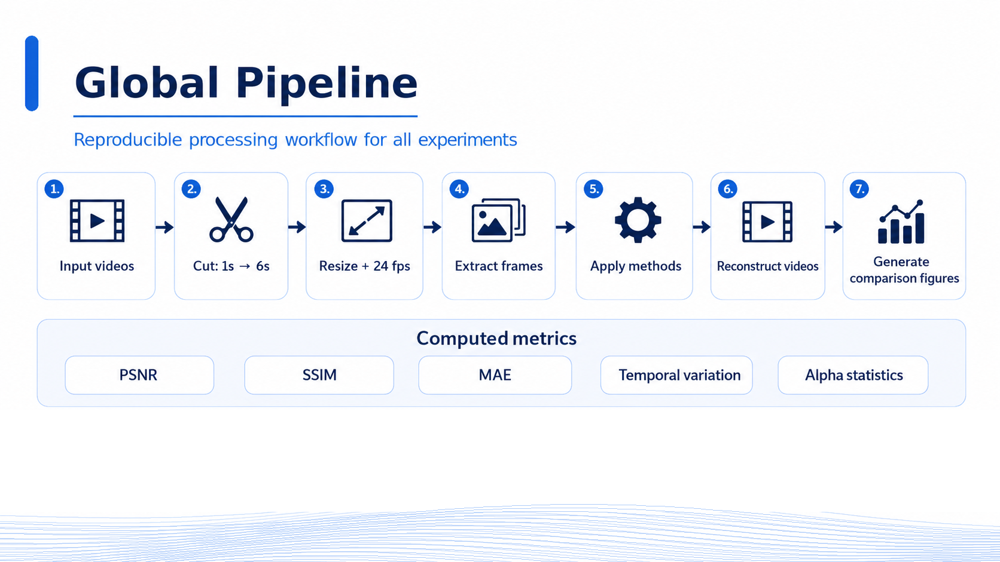 Global Pipeline
Reproducible processing workflow for all experiments
1.
Input videos
2.
Cut: 1s → 6s
3.
Resize + 24 fps
4.
Extract frames
5.
Apply methods
6.
Reconstruct videos
7.
Generate
comparison figures
Computed metrics
PSNR
SSIM
MAE
Temporal variation
Alpha statistics